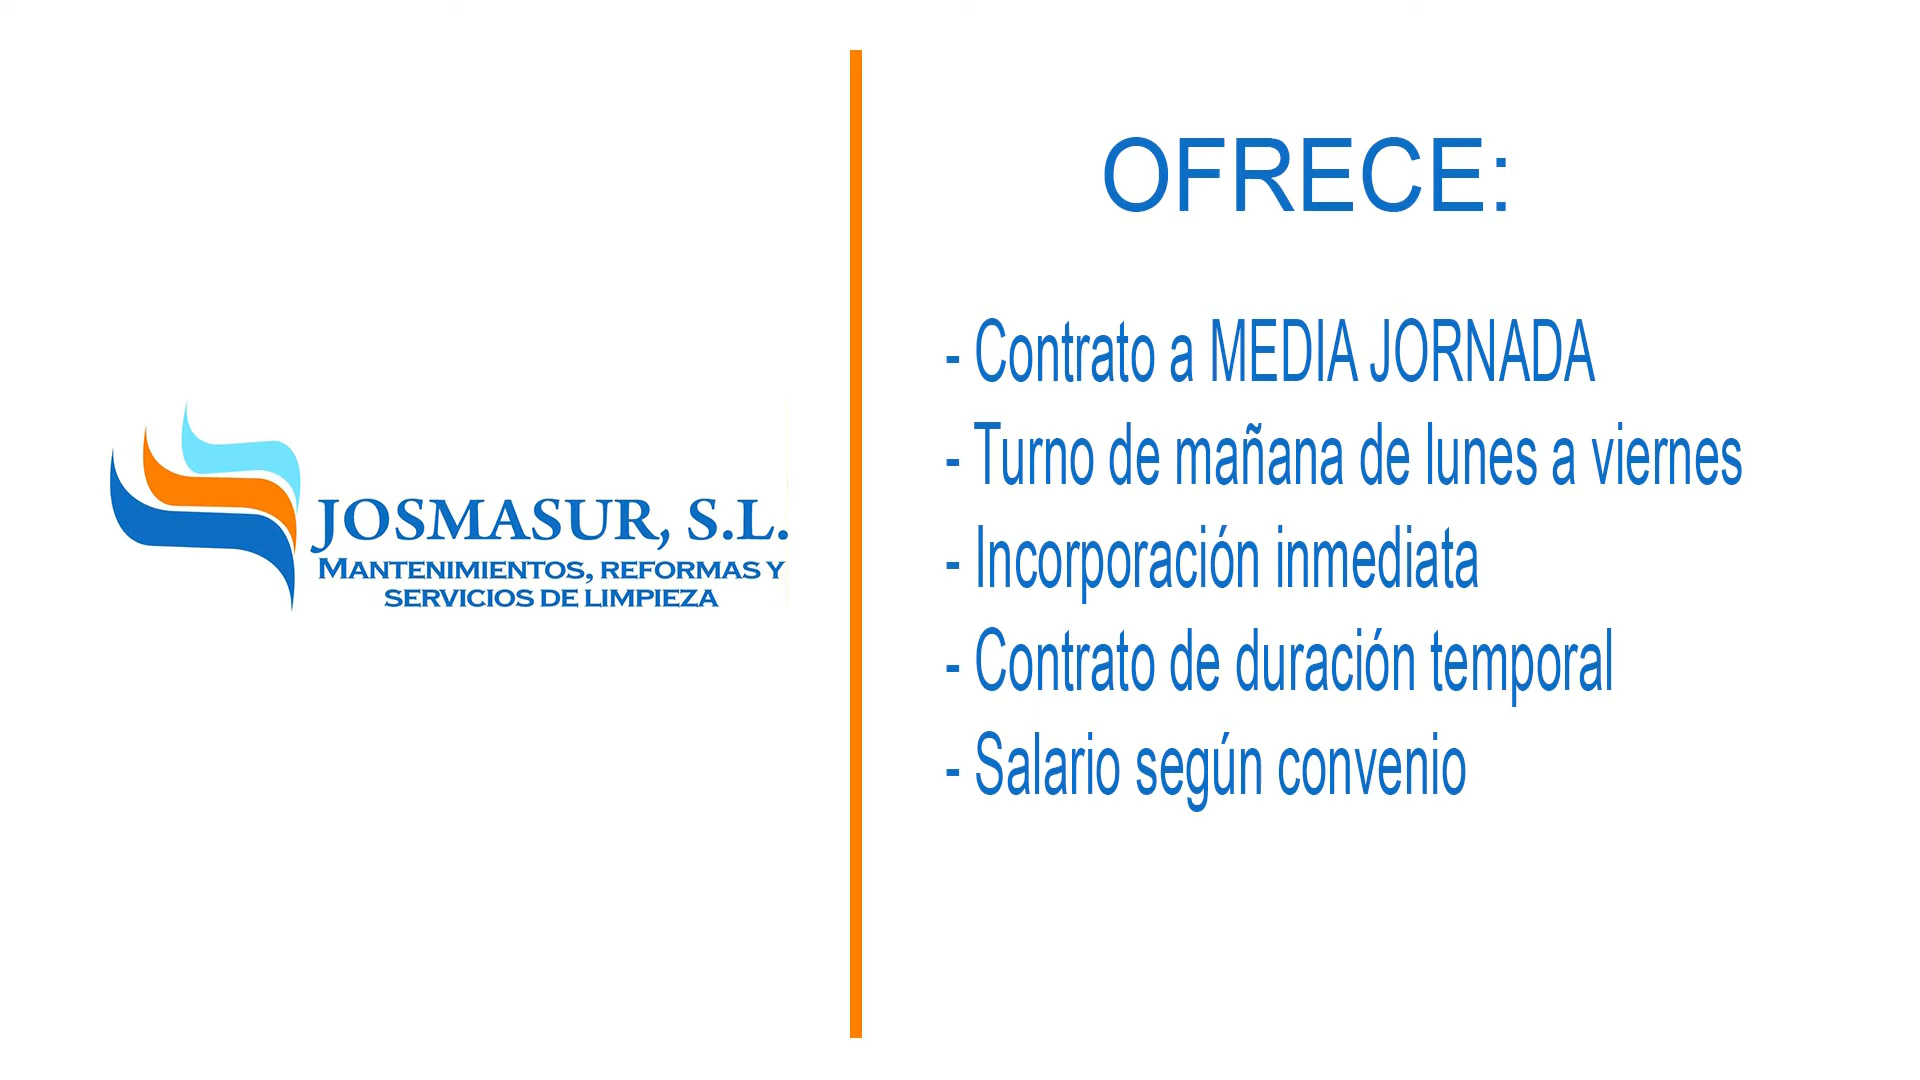 JOSMASUR, S.L.
MANTENIMIENTOS, REFORMAS Y
SERVICIOS DE LIMPIEZA
OFRECE:
- Contrato a MEDIA JORNADA
- Turno de mañana de lunes a viernes
- Incorporación inmediata
- Contrato de duración temporal
- Salario según convenio